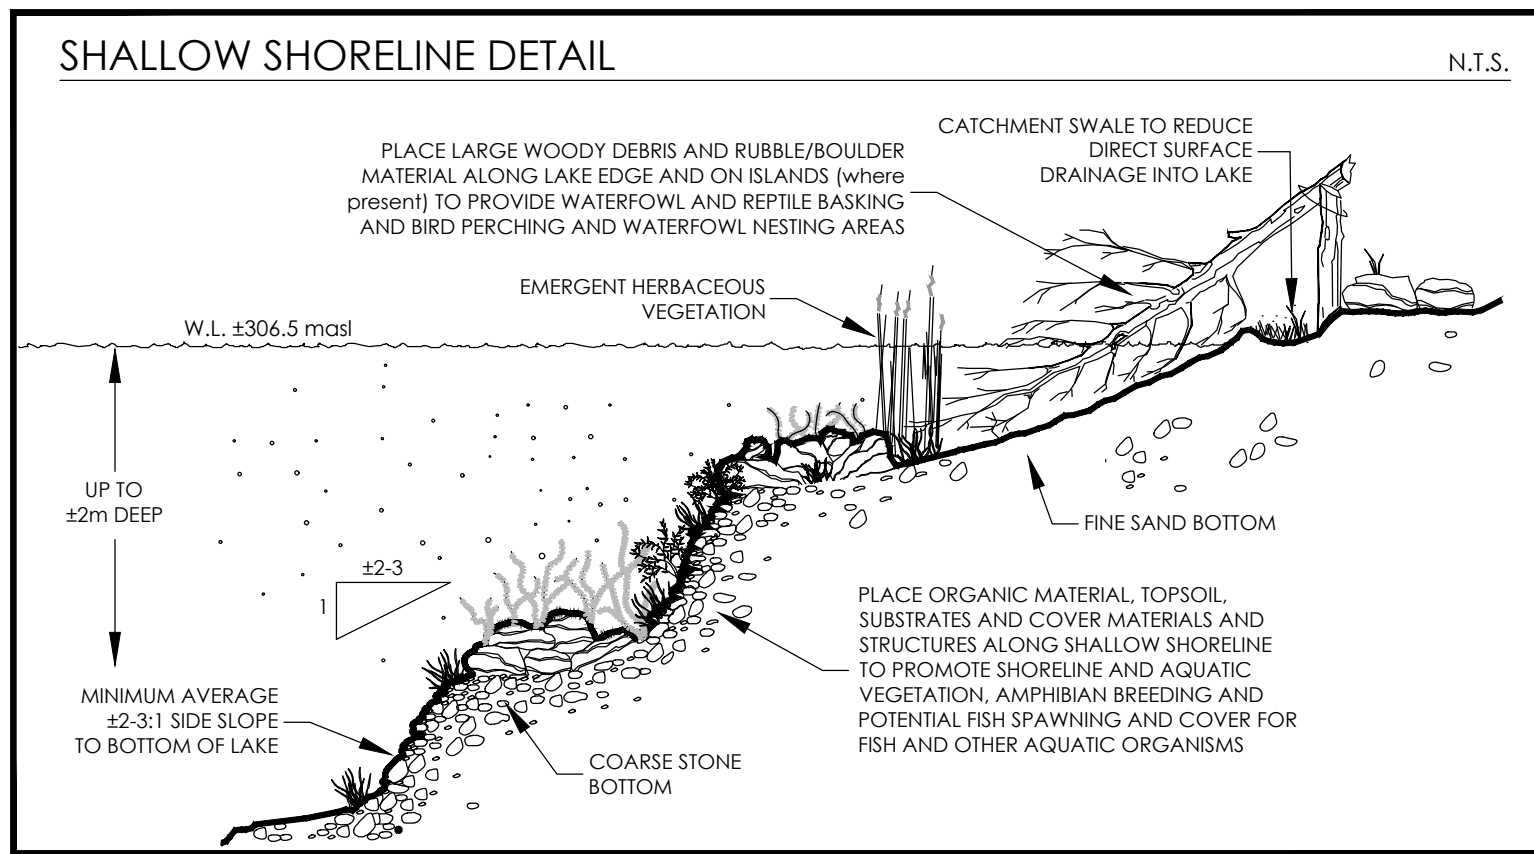 SHALLOW SHORELINE DETAIL
N.T.S.
CATCHMENT SWALE TO REDUCE
DIRECT SURFACE
DRAINAGE INTO LAKE
PLACE LARGE WOODY DEBRIS AND RUBBLE/BOULDER
MATERIAL ALONG LAKE EDGE AND ON ISLANDS (where
present) TO PROVIDE WATERFOWL AND REPTILE BASKING
AND BIRD PERCHING AND WATERFOWL NESTING AREAS
EMERGENT HERBACEOUS
VEGETATION
W.L. ±306.5 masl
UP TO
±2m DEEP
FINE SAND BOTTOM
±2-3
1
PLACE ORGANIC MATERIAL, TOPSOIL,
SUBSTRATES AND COVER MATERIALS AND
STRUCTURES ALONG SHALLOW SHORELINE
TO PROMOTE SHORELINE AND AQUATIC
VEGETATION, AMPHIBIAN BREEDING AND
POTENTIAL FISH SPAWNING AND COVER FOR
FISH AND OTHER AQUATIC ORGANISMS
MINIMUM AVERAGE
±2-3:1 SIDE SLOPE
TO BOTTOM OF LAKE
COARSE STONE
BOTTOM